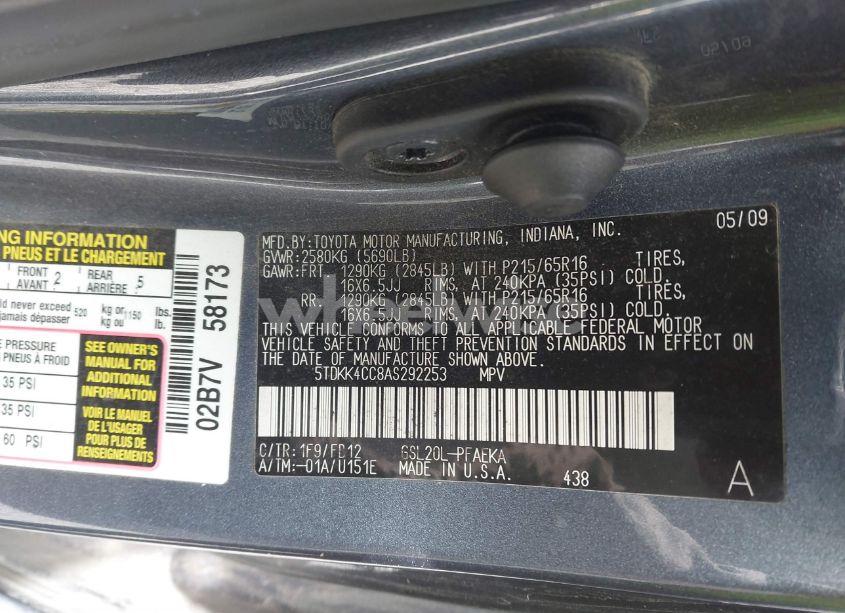 NG INFORMATION
PNEUS ET LE CHARGEMENT
FRONT 2 REAR 5
AVANT ARRIÈRE
ld never exceed 520 kg or 1150 lbs.
jamais dépasser kg ou lb.
PRESSURE
PNEUS À FROID
35 PSI
35 PSI
60 PSI
SEE OWNER'S
MANUAL FOR
ADDITIONAL
INFORMATION
VOIR LE MANUEL
DE L'USAGER
POUR PLUS DE
RENSEIGNEMENTS
02B7V 58173
05/09
MFD.BY:TOYOTA MOTOR MANUFACTURING, INDIANA, INC.
GVWR:2580KG (5690LB)
GAWR:FRT. 1290KG (2845LB) WITH P215/65R16 TIRES,
16X6.5JJ RIMS, AT 240KPA (35PSI) COLD.
RR. 1290KG (2845LB) WITH P215/65R16 TIRES,
16X6.5JJ RIMS, AT 240KPA (35PSI) COLD.
THIS VEHICLE CONFORMS TO ALL APPLICABLE FEDERAL MOTOR
VEHICLE SAFETY AND THEFT PREVENTION STANDARDS IN EFFECT ON
THE DATE OF MANUFACTURE SHOWN ABOVE.
5TDKK4CC8AS292253 MPV
C/TR:1F9/FD12 GSL20L-PFAEKA
A/TM:-01A/U151E MADE IN U.S.A.
438
A